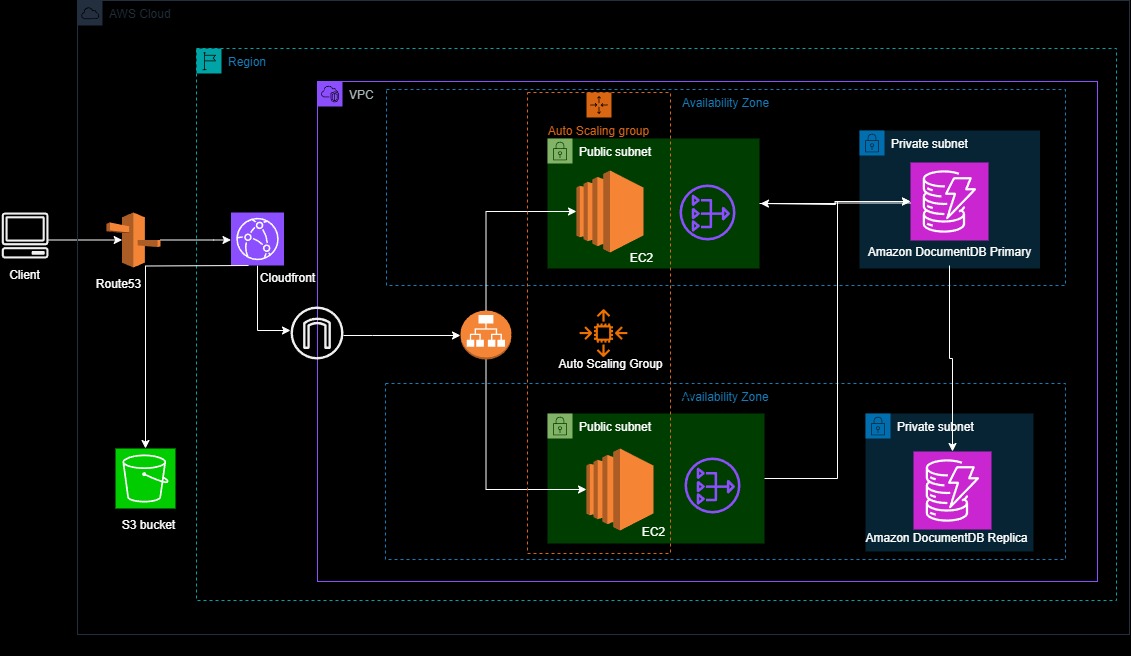 AWS Cloud
Region
VPC
Availability Zone
Auto Scaling group
Public subnet
Private subnet
EC2
Amazon DocumentDB Primary
Client
Route53
Cloudfront
Auto Scaling Group
Availability Zone
Public subnet
Private subnet
EC2
Amazon DocumentDB Replica
S3 bucket